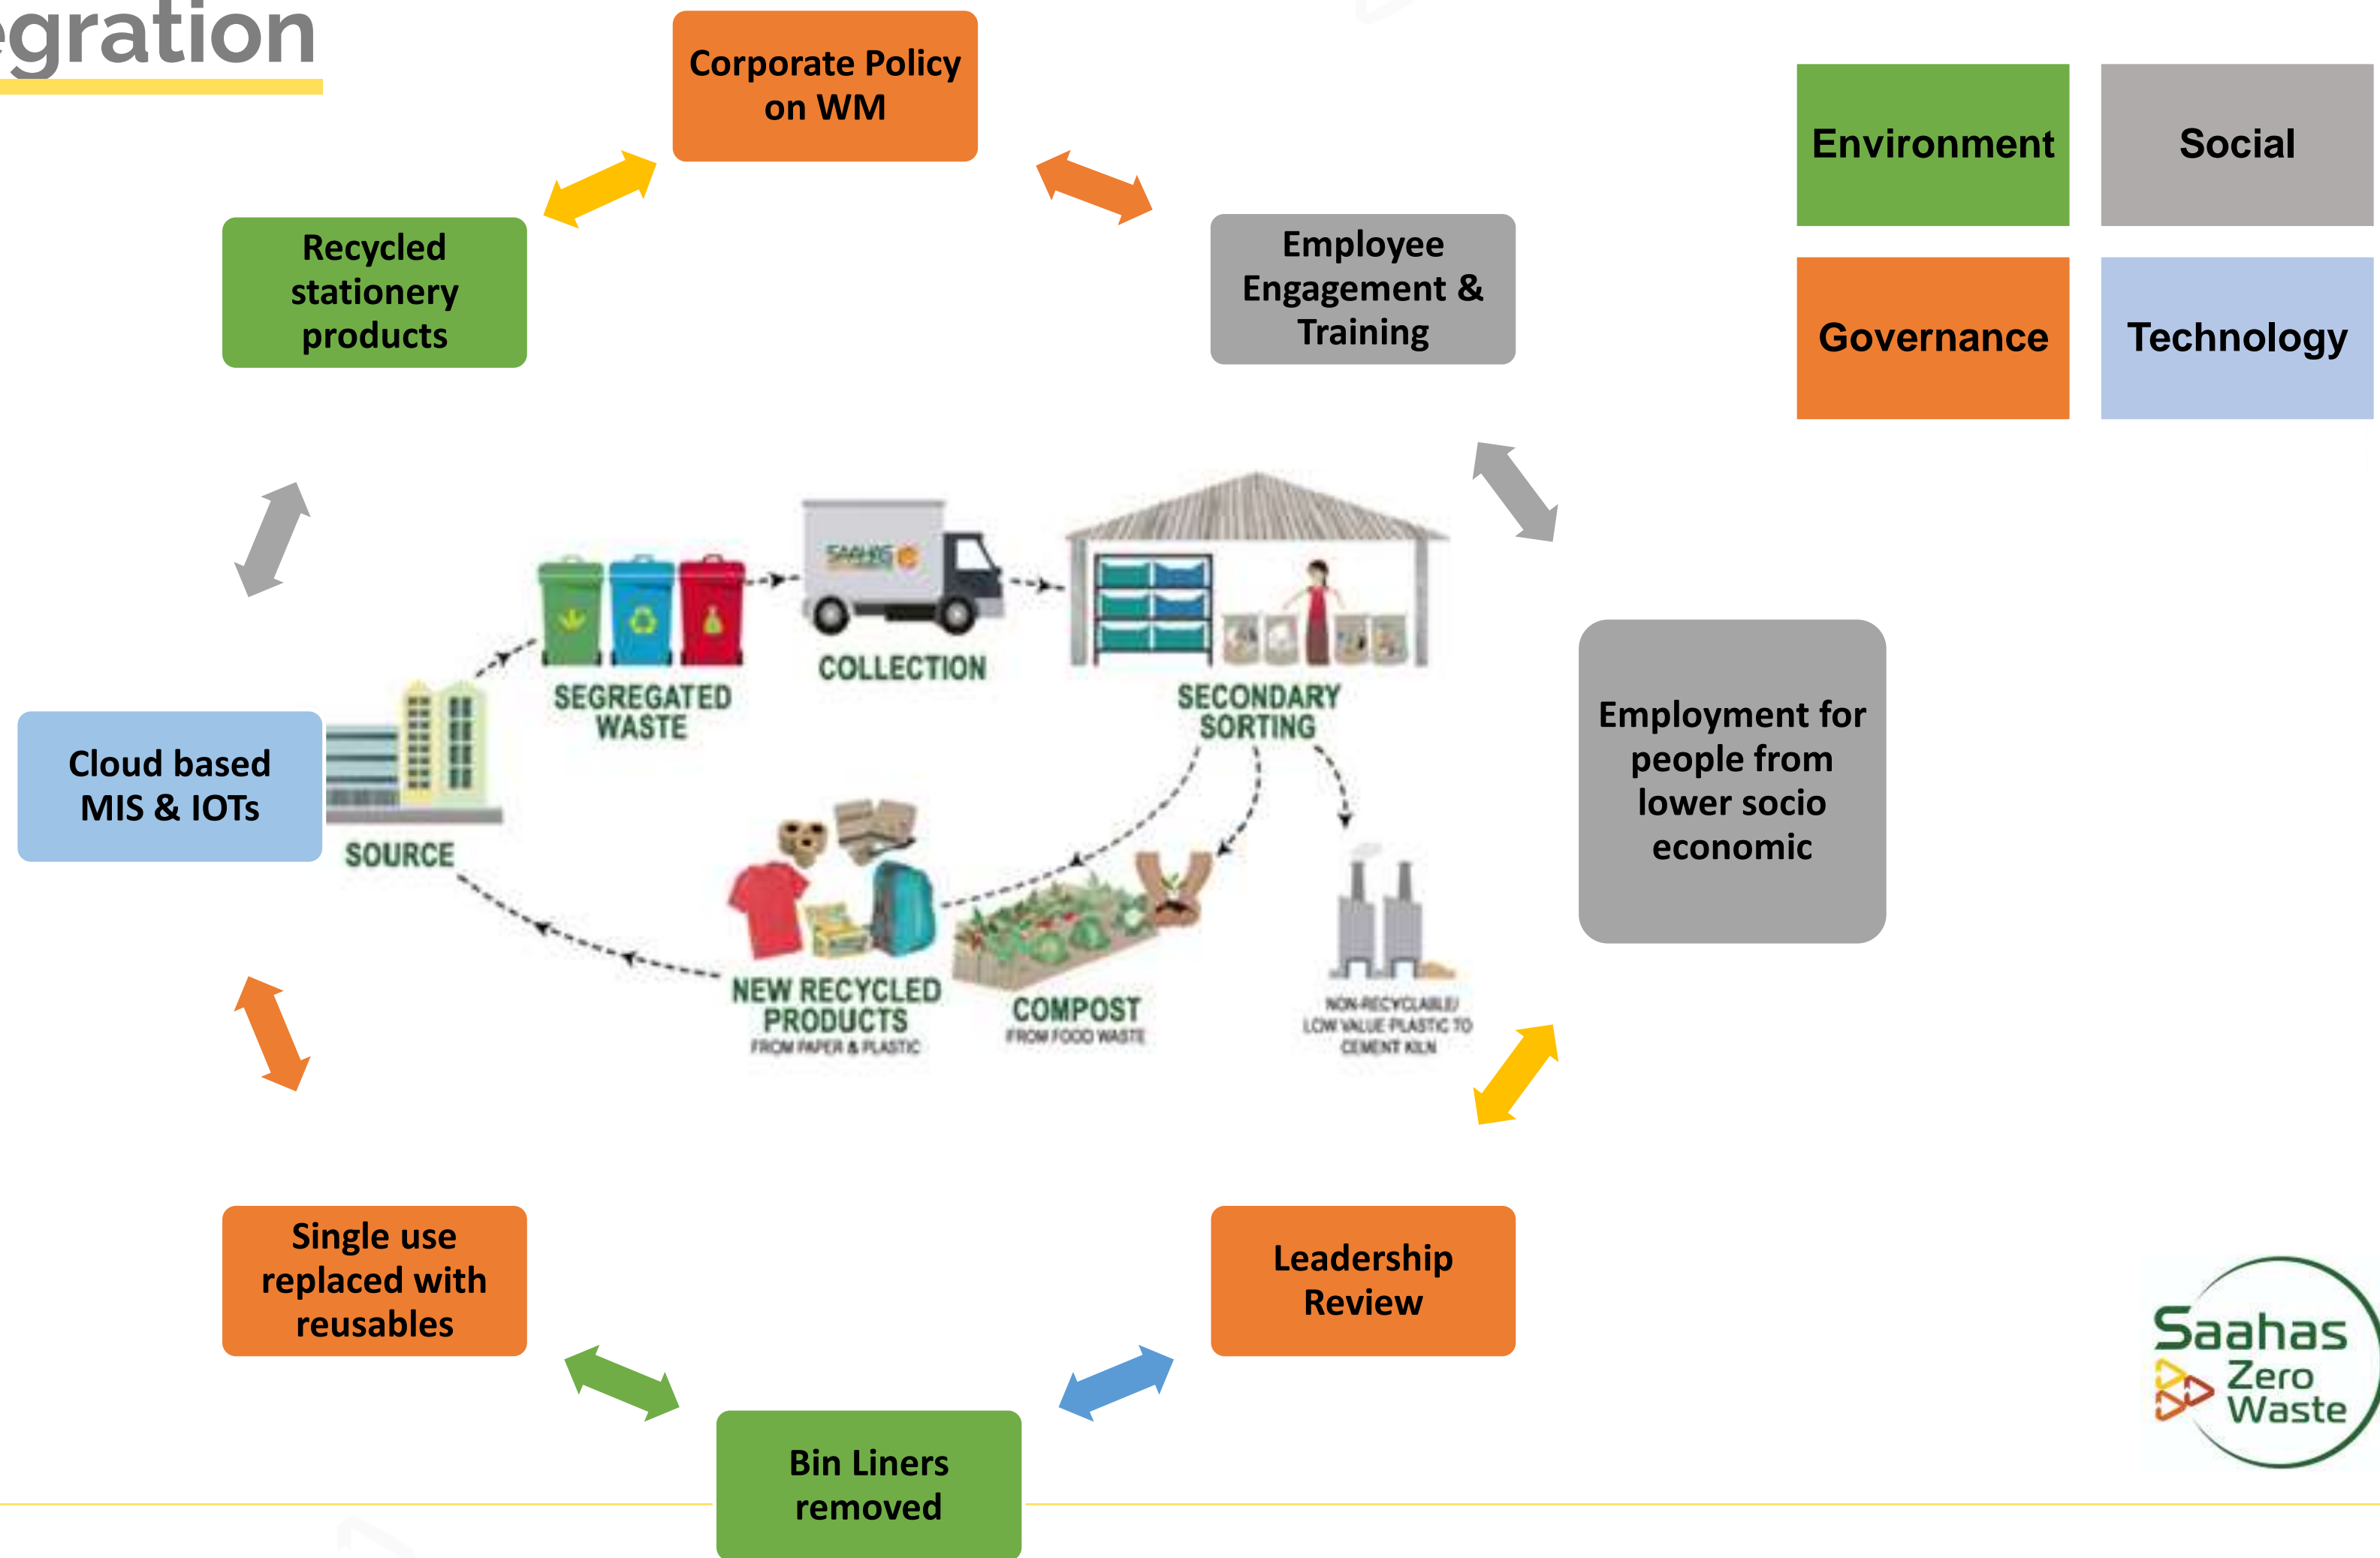 egration
Corporate Policy
on WM
Environment
Social
Governance
Technology
Recycled
stationery
products
Employee
Engagement &
Training
SAAHAS
SEGREGATED
WASTE
COLLECTION
SECONDARY
SORTING
Cloud based
MIS & IOTs
SOURCE
Employment for
people from
lower socio
economic
NEW RECYCLED
PRODUCTS
FROM PAPER & PLASTIC
COMPOST
FROM FOOD WASTE
NON-RECYCLABLE/
LOW VALUE PLASTIC TO
CEMENT KILN
Single use
replaced with
reusables
Leadership
Review
Bin Liners
removed
Saahas
Zero
Waste